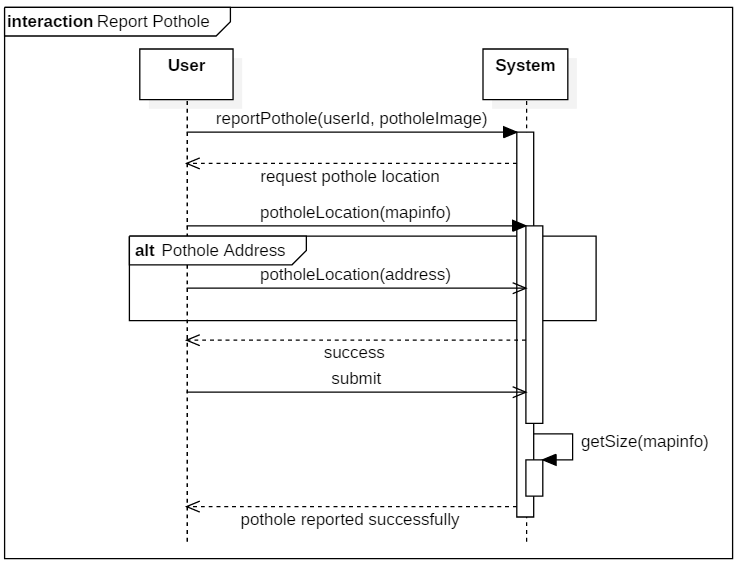 interaction Report Pothole
User
System
reportPothole(userId, potholeImage)
request pothole location
potholeLocation(mapinfo)
alt Pothole Address
potholeLocation(address)
success
submit
getSize(mapinfo)
pothole reported successfully